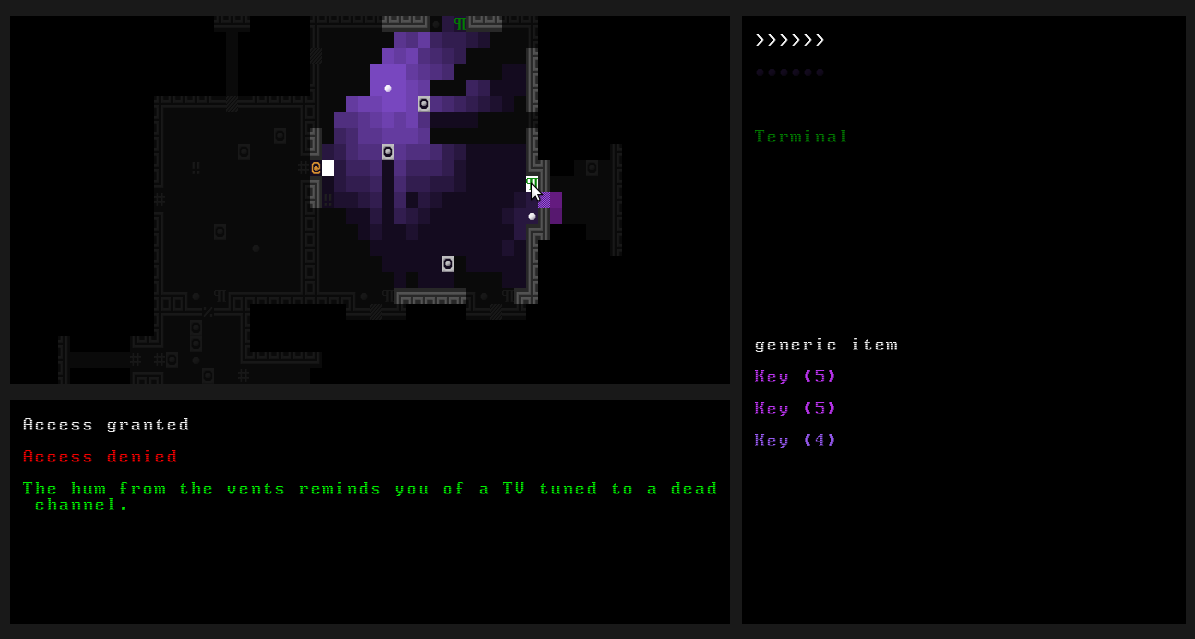 ❯❯❯❯❯❯
Terminal
generic item
Key (5)
Key (5)
Key (4)
Access granted
Access denied
The hum from the vents reminds you of a TV tuned to a dead
channel.